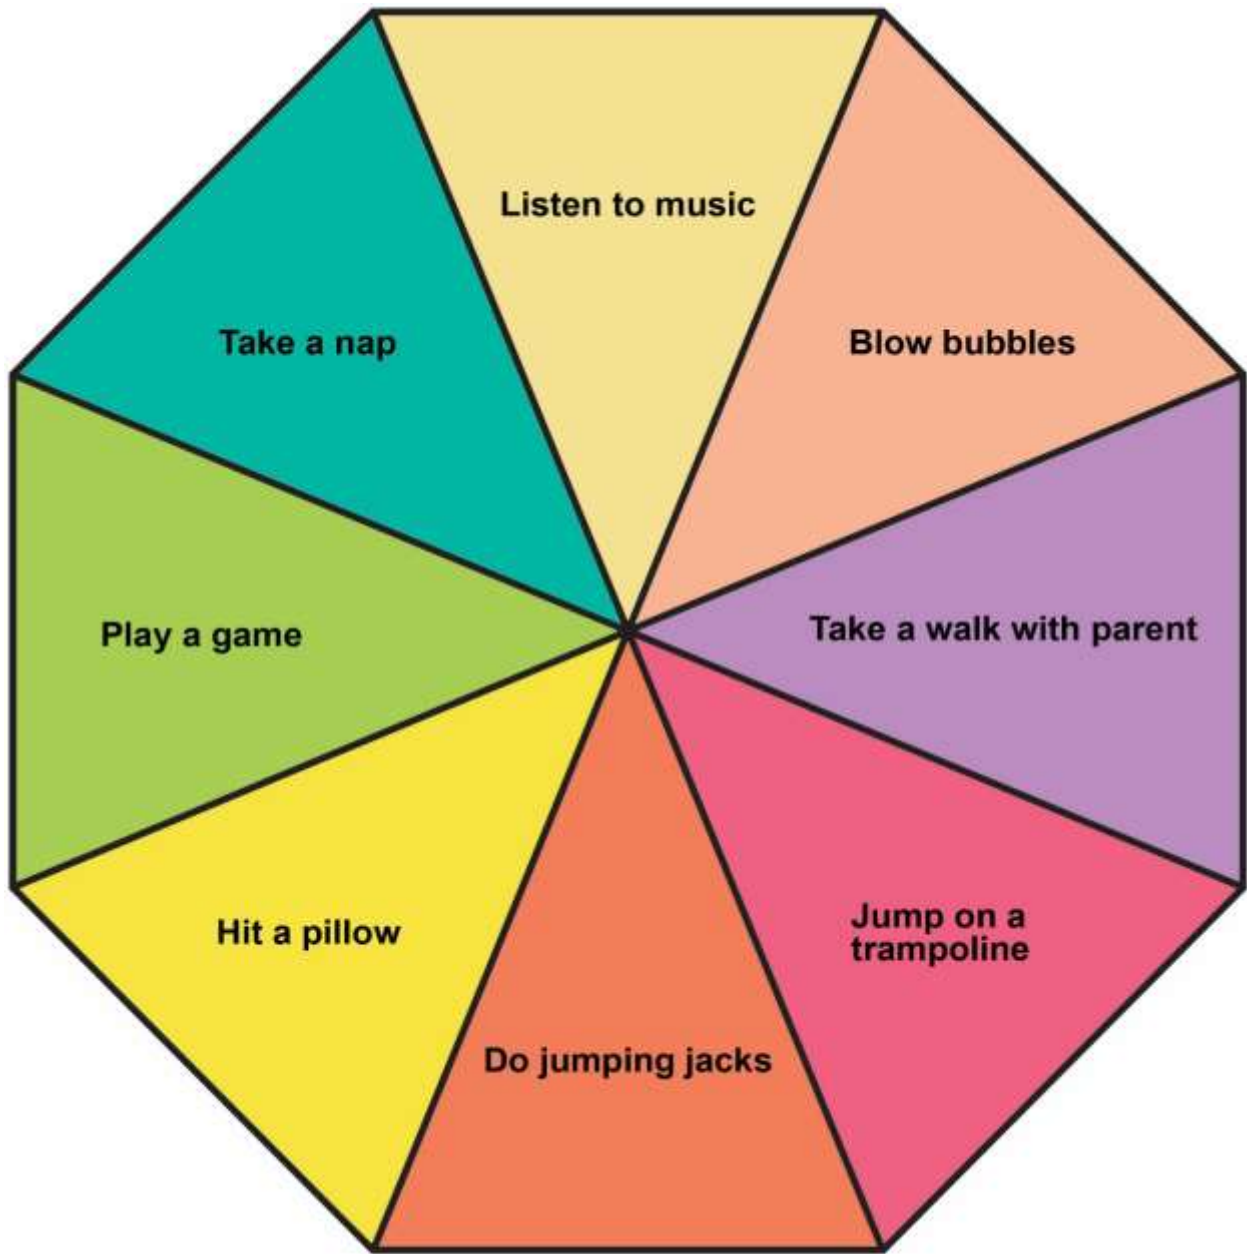 Listen to music
Take a nap
Blow bubbles
Play a game
Take a walk with parent
Hit a pillow
Jump on a
trampoline
Do jumping jacks